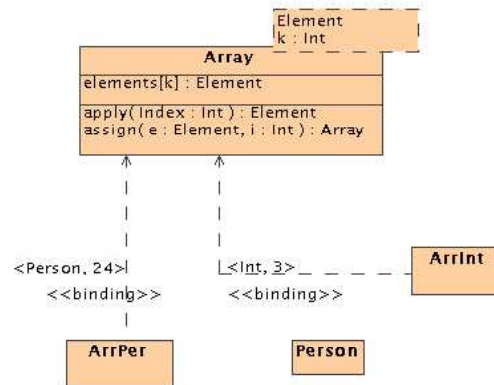 Element
k : Int
Array
elements[k] : Element
apply( Index : Int ) : Element
assign( e : Element, i : Int ) : Array
<Person, 24>
<Int, 3>
ArrInt
<<binding>>
<<binding>>
ArrPer
Person